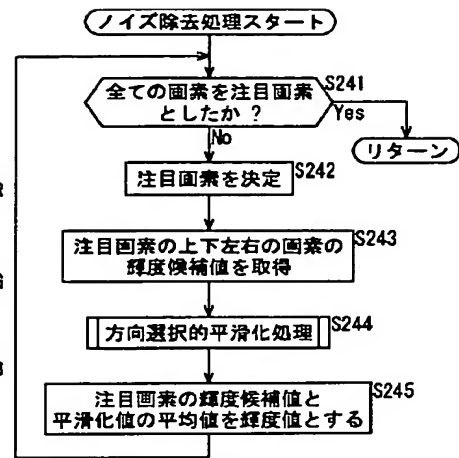 ノイズ除去処理スタート
全ての画素を注目画素
としたか ?
S241
Yes
No
リターン
注目画素を決定
S242
注目画素の上下左右の画素の
輝度候補値を取得
S243
方向選択的平滑化処理
S244
注目画素の輝度候補値と
平滑化値の平均値を輝度値とする
S245